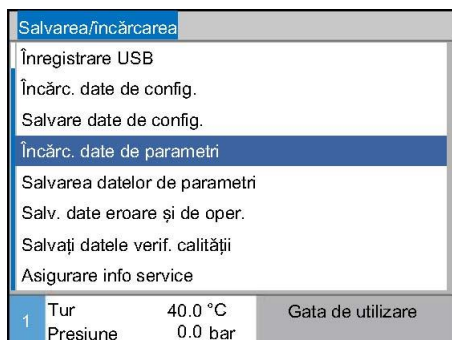 Salvarea/încărcarea
Înregistrare USB
Încărc. date de config.
Salvare date de config.
Încărc. date de parametri
Salvarea datelor de parametri
Salv. date eroare și de oper.
Salvați datele verif. calității
Asigurare info service
1 Tur 40.0 °C Gata de utilizare
Presiune 0.0 bar